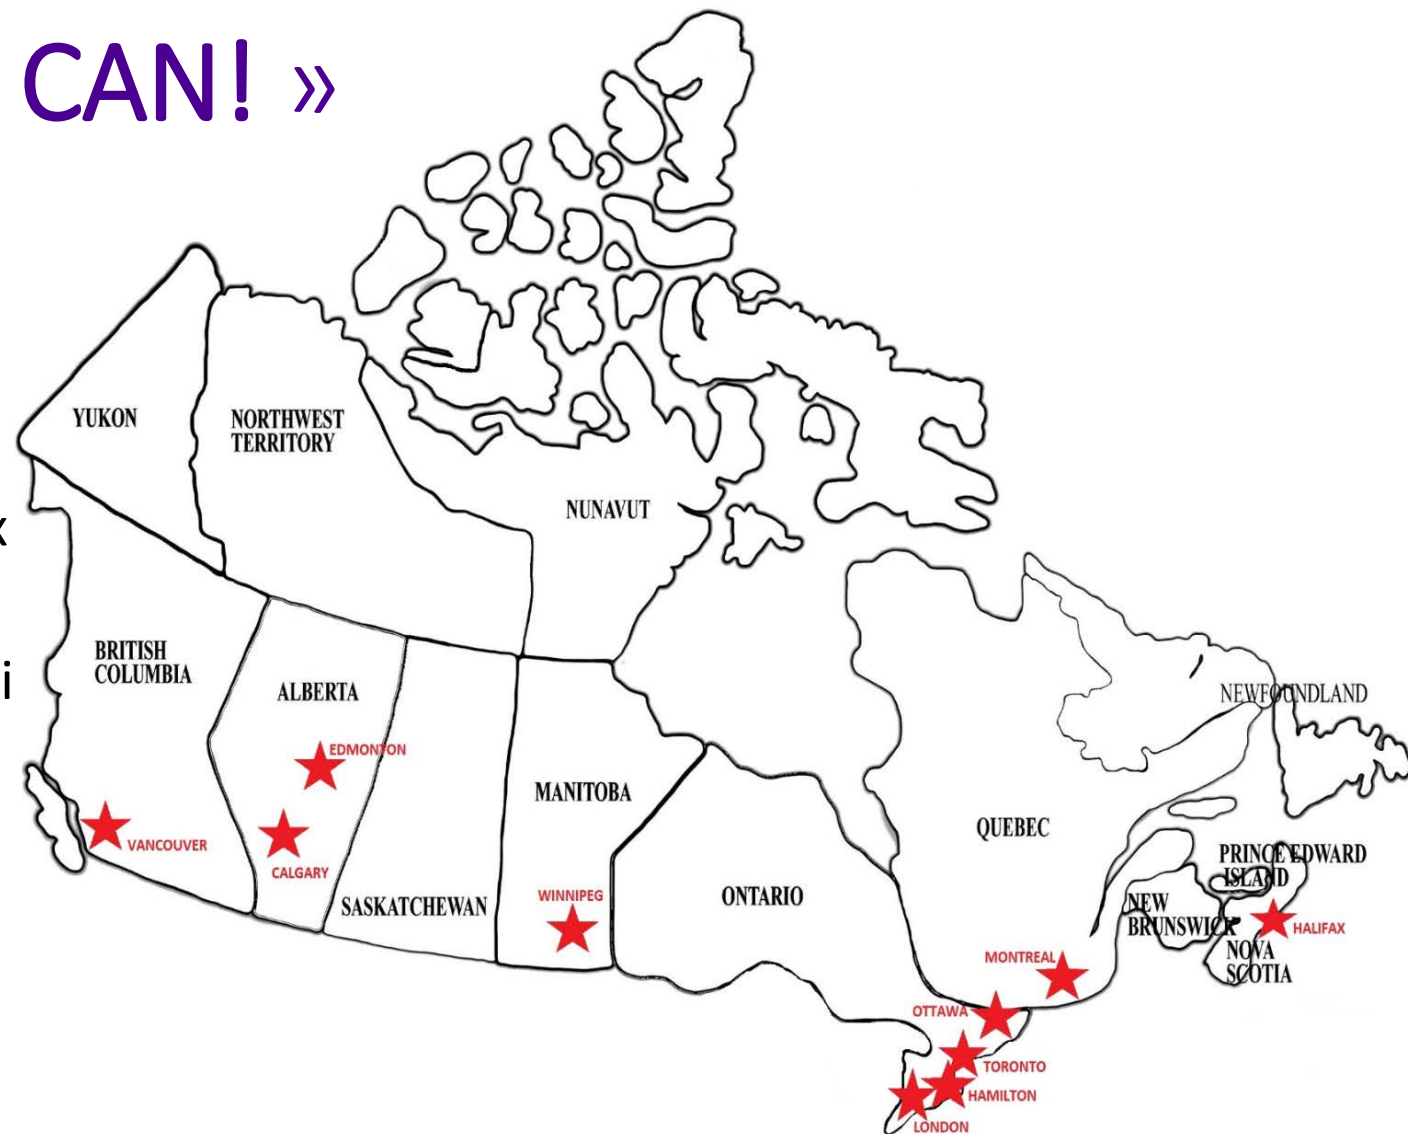 CAN! »
YUKON
NORTHWEST
TERRITORY
NUNAVUT
x
BRITISH
COLUMBIA
i
ALBERTA
NEWFOUNDLAND
EDMONTON
MANITOBA
QUEBEC
VANCOUVER
CALGARY
PRINCE EDWARD
ISLAND
SASKATCHEWAN
WINNIPEG
ONTARIO
NEW
BRUNSWICK
HALIFAX
NOVA
SCOTIA
MONTREAL
OTTAWA
TORONTO
HAMILTON
LONDON